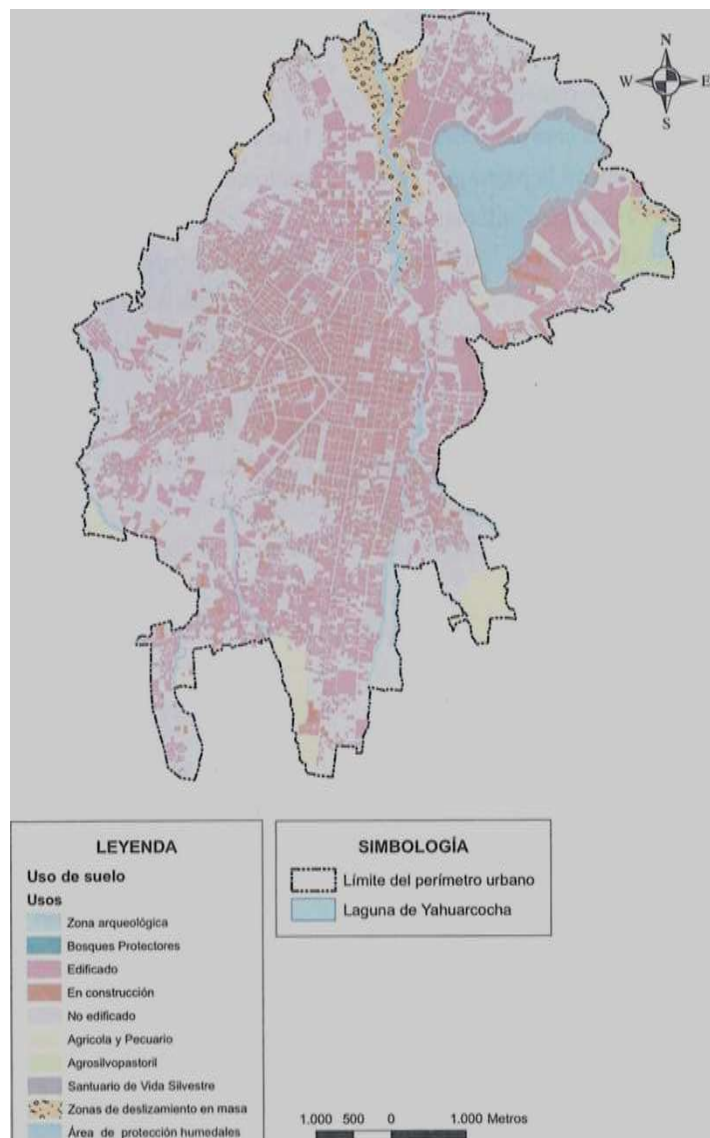 N
W E
S
LEYENDA
Uso de suelo
Usos
Zona arqueológica
Bosques Protectores
Edificado
En construcción
No edificado
Agrícola y Pecuario
Agrosilvopastoril
Santuario de Vida Silvestre
Zonas de deslizamiento en masa
Área de protección humedales
SIMBOLOGÍA
Límite del perímetro urbano
Laguna de Yahuarcocha
1.000 500 0 1.000 Metros